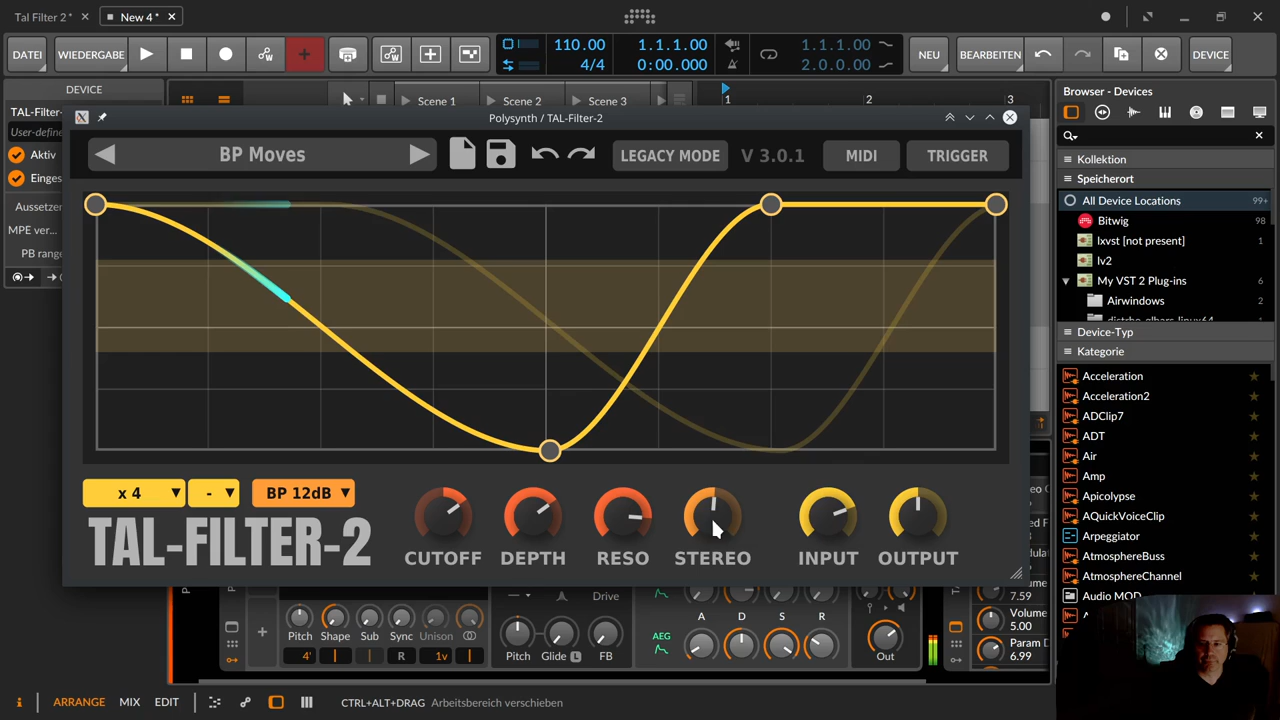 Tal Filter 2 *
New 4 *
DATEI
WIEDERGABE
110.00
4/4
1.1.1.00
0:00.000
1.1.1.00
2.0.0.00
NEU
BEARBEITEN
DEVICE
DEVICE
TAL-Filter-
User-define
Aktiv
Einges
Aussetzer
MPE ver...
PB range
Scene 1
Scene 2
Scene 3
1
2
3
Polysynth / TAL-Filter-2
BP Moves
LEGACY MODE
V 3.0.1
MIDI
TRIGGER
x 4
-
BP 12dB
TAL-FILTER-2
CUTOFF
DEPTH
RESO
STEREO
INPUT
OUTPUT
Browser - Devices
Kollektion
Speicherort
All Device Locations
99+
Bitwig
98
lxvst [not present]
lv2
My VST 2 Plug-ins
6
Airwindows
distrho-glbars-linux64
Device-Typ
Kategorie
Acceleration
Acceleration2
ADClip7
ADT
Air
Amp
Apicolypse
AQuickVoiceClip
Arpeggiator
AtmosphereBuss
AtmosphereChannel
Audio MOD
Pitch
Shape
Sub
Sync
Unison
4'
R
1v
Drive
Pitch
Glide
L
FB
AEG
A
D
S
R
Out
7.59
Volume
5.00
Param D
6.99
i
ARRANGE
MIX
EDIT
CTRL+ALT+DRAG
Arbeitsbereich verschieben